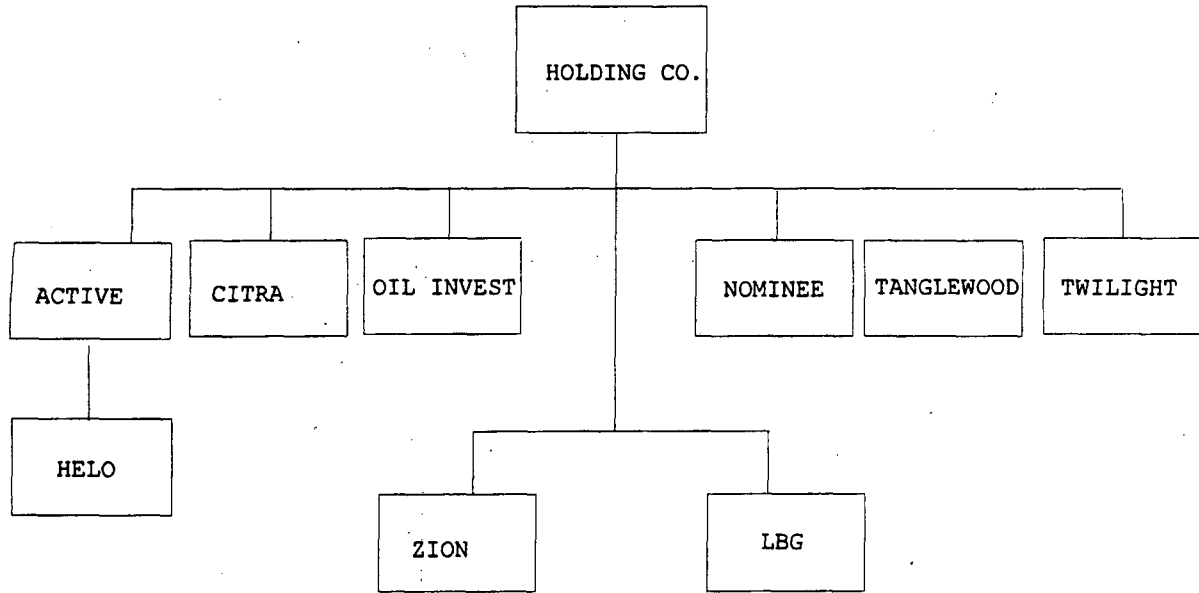 HOLDING CO.
ACTIVE
CITRA
OIL INVEST
NOMINEE
TANGLEWOOD
TWILIGHT
HELO
ZION
LBG